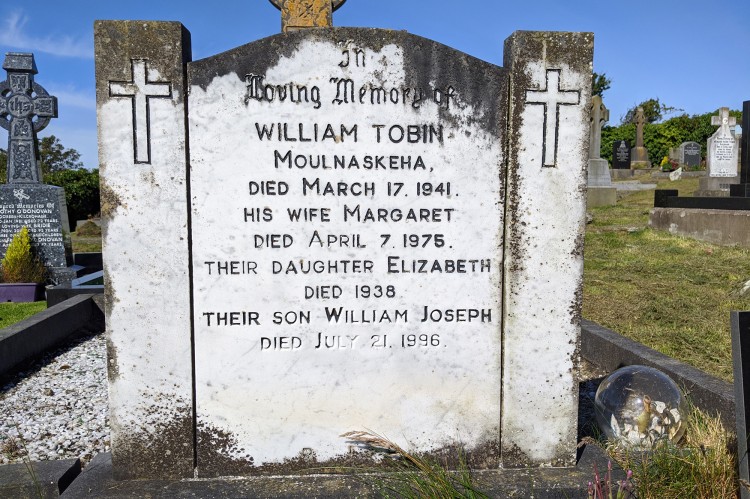 In
Loving Memory of
WILLIAM TOBIN
MOULNASKEHA,
DIED MARCH 17. 1941.
HIS WIFE MARGARET
DIED APRIL 7. 1975.
THEIR DAUGHTER ELIZABETH
DIED 1938
THEIR SON WILLIAM JOSEPH
DIED JULY 21. 1996.
O'DONOVAN